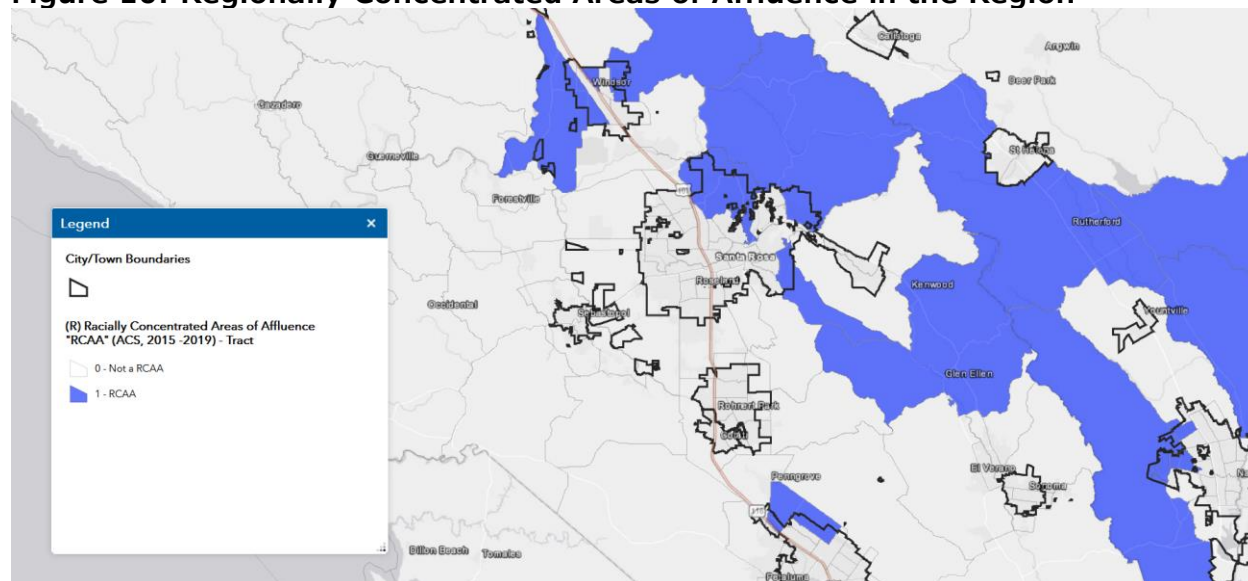 Figure 10: Regionally Concentrated Areas of Affluence in the Region
Calistoga
Angwin
Deer Park
Windsor
Cazadero
Guerneville
St Helena
Forestville
Rutherford
Legend ×
City/Town Boundaries
(R) Racially Concentrated Areas of Affluence
"RCAA" (ACS, 2015 -2019) - Tract
0 - Not a RCAA
1 - RCAA
Santa Rosa
Roseland
Kenwood
Occidental
Sebastopol
Yountville
Glen Ellen
Rohnert Park
Cotati
Penngrove
El Verano
Sonoma
Na
Dillon Beach
Tomales
Petaluma